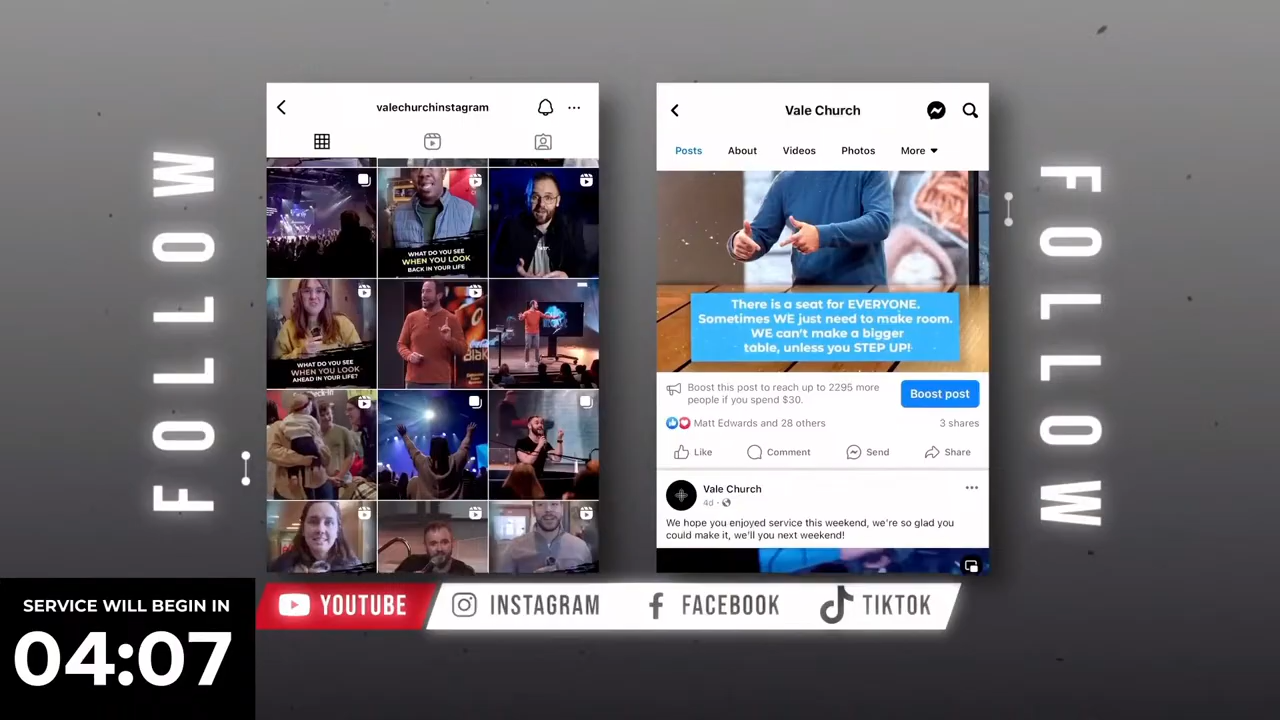 FOLLOW
valechurchinstagram
WHAT DO YOU SEE
WHEN YOU LOOK
BACK IN YOUR LIFE
WHAT DO YOU SEE
WHEN YOU LOOK
AHEAD IN YOUR LIFE?
Vale Church
Posts About Videos Photos More
There is a seat for EVERYONE.
Sometimes WE just need to make room.
WE can't make a bigger
table, unless you STEP UP!
Boost this post to reach up to 2295 more
people if you spend $30.
Boost post
Matt Edwards and 28 others
3 shares
Like Comment Send Share
Vale Church
4d
We hope you enjoyed service this weekend, we're so glad you
could make it, we'll you next weekend!
FOLLOW
SERVICE WILL BEGIN IN
04:07
YOUTUBE INSTAGRAM FACEBOOK TIKTOK